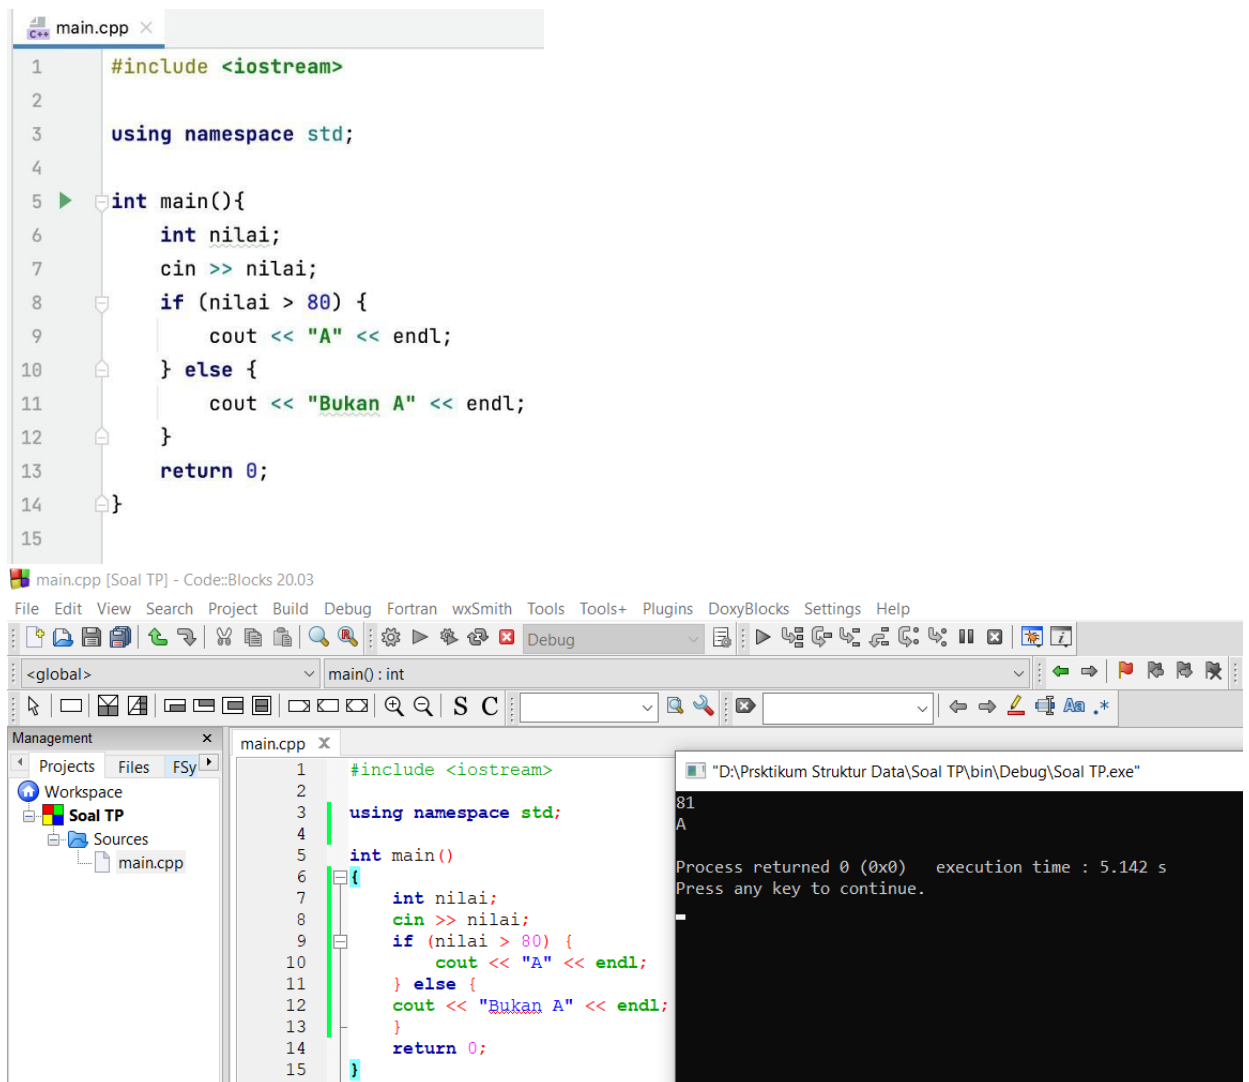 main.cpp
1 #include <iostream>
2
3 using namespace std;
4
5 int main(){
6 int nilai;
7 cin >> nilai;
8 if (nilai > 80) {
9 cout << "A" << endl;
10 } else {
11 cout << "Bukan A" << endl;
12 }
13 return 0;
14 }
15
main.cpp [Soal TP] - Code::Blocks 20.03
File Edit View Search Project Build Debug Fortran wxSmith Tools Tools+ Plugins DoxyBlocks Settings Help
Debug
<global> main() : int
S C Aa .*
Management
Projects Files FSy
Workspace
Soal TP
Sources
main.cpp
main.cpp
1 #include <iostream>
2
3 using namespace std;
4
5 int main()
6 {
7 int nilai;
8 cin >> nilai;
9 if (nilai > 80) {
10 cout << "A" << endl;
11 } else {
12 cout << "Bukan A" << endl;
13 }
14 return 0;
15 }
"D:\Prsktikum Struktur Data\Soal TP\bin\Debug\Soal TP.exe"
81
A
Process returned 0 (0x0) execution time : 5.142 s
Press any key to continue.